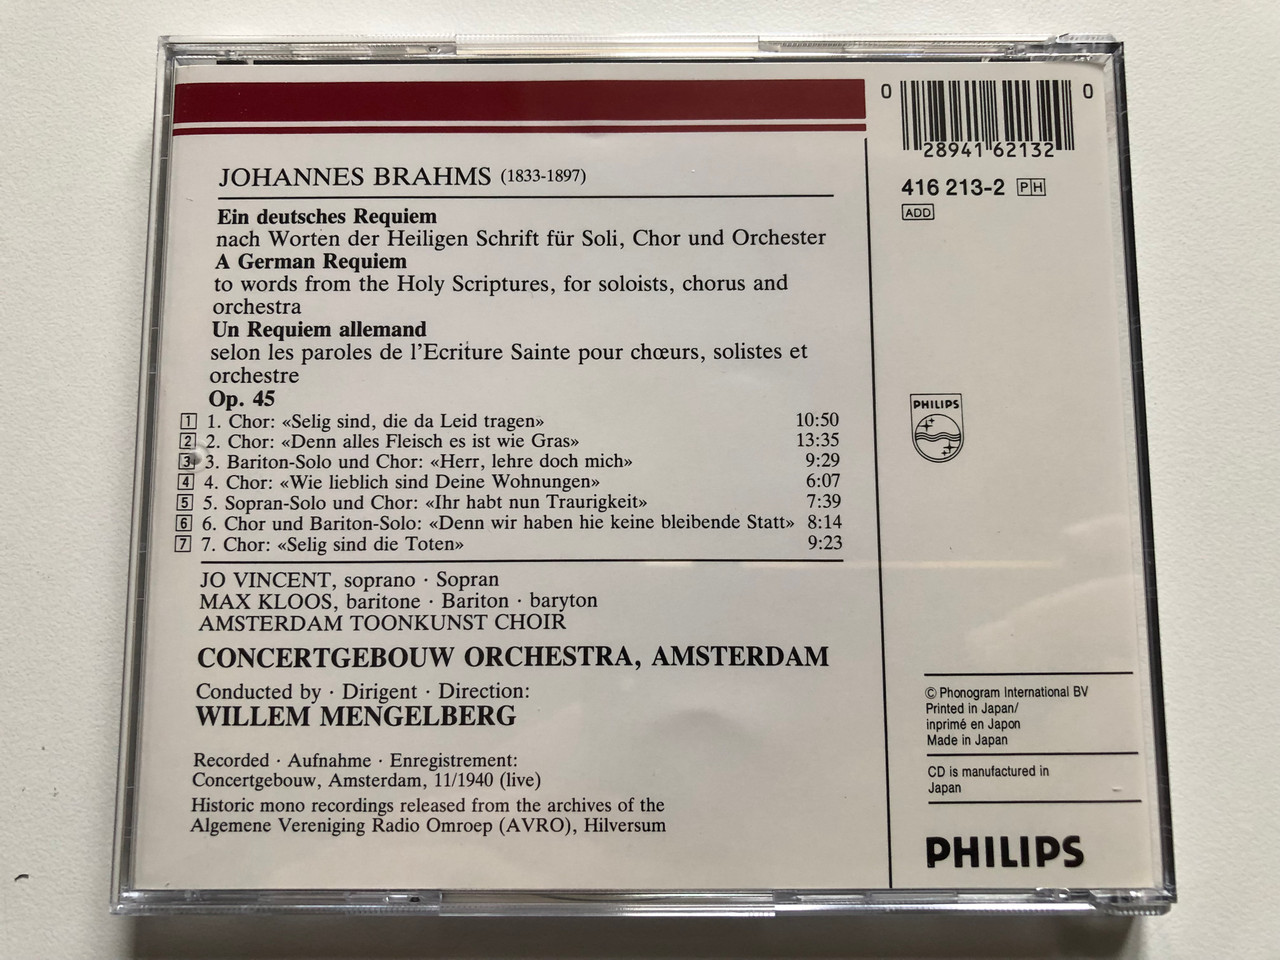 JOHANNES BRAHMS (1833-1897)
Ein deutsches Requiem
nach Worten der Heiligen Schrift für Soli, Chor und Orchester
A German Requiem
to words from the Holy Scriptures, for soloists, chorus and
orchestra
Un Requiem allemand
selon les paroles de l'Ecriture Sainte pour chœurs, solistes et
orchestre
Op. 45
1 1. Chor: «Selig sind, die da Leid tragen» 10:50
2 2. Chor: «Denn alles Fleisch es ist wie Gras» 13:35
3 3. Bariton-Solo und Chor: «Herr, lehre doch mich» 9:29
4 4. Chor: «Wie lieblich sind Deine Wohnungen» 6:07
5 5. Sopran-Solo und Chor: «Ihr habt nun Traurigkeit» 7:39
6 6. Chor und Bariton-Solo: «Denn wir haben hie keine bleibende Statt» 8:14
7 7. Chor: «Selig sind die Toten» 9:23
JO VINCENT, soprano · Sopran
MAX KLOOS, baritone · Bariton · baryton
AMSTERDAM TOONKUNST CHOIR
CONCERTGEBOUW ORCHESTRA, AMSTERDAM
Conducted by · Dirigent · Direction:
WILLEM MENGELBERG
Recorded · Aufnahme · Enregistrement:
Concertgebouw, Amsterdam, 11/1940 (live)
Historic mono recordings released from the archives of the
Algemene Vereniging Radio Omroep (AVRO), Hilversum
0 28941 62132 0
416 213-2 PH
ADD
PHILIPS
© Phonogram International BV
Printed in Japan/
inprimé en Japon
Made in Japan
CD is manufactured in
Japan
PHILIPS